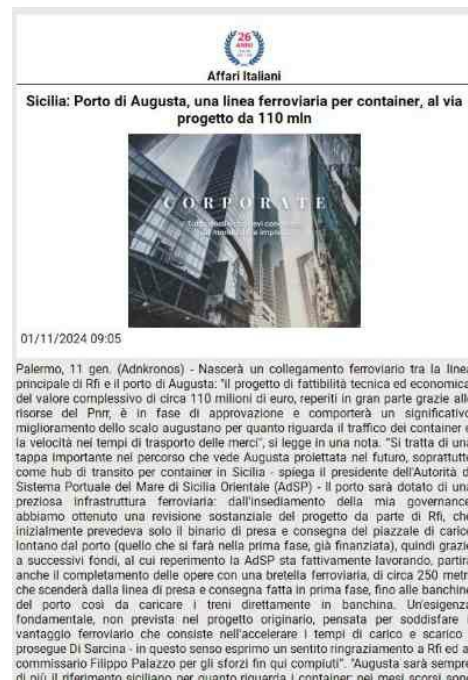 26
ANNI
Affari Italiani
Sicilia: Porto di Augusta, una linea ferroviaria per container, al via
progetto da 110 mln
CORPORATE
01/11/2024 09:05
Palermo, 11 gen. (Adnkronos) - Nascerà un collegamento ferroviario tra la linea
principale di Rfi e il porto di Augusta: "il progetto di fattibilità tecnica ed economica
del valore complessivo di circa 110 milioni di euro, reperiti in gran parte grazie alle
risorse del Pnrr, è in fase di approvazione e comporterà un significativo
miglioramento dello scalo augustano per quanto riguarda il traffico dei container e
la velocità nei tempi di trasporto delle merci", si legge in una nota. "Si tratta di una
tappa importante nel percorso che vede Augusta proiettata nel futuro, soprattutto
come hub di transito per container in Sicilia - spiega il presidente dell'Autorità di
Sistema Portuale del Mare di Sicilia Orientale (AdSP) - Il porto sarà dotato di una
preziosa infrastruttura ferroviaria: dall'insediamento della mia governance
abbiamo ottenuto una revisione sostanziale del progetto da parte di Rfi, che
inizialmente prevedeva solo il binario di presa e consegna del piazzale di carico
lontano dal porto (quello che si farà nella prima fase, già finanziata), quindi grazie
a successivi fondi, al cui reperimento la AdSP sta fattivamente lavorando, partirà
anche il completamento delle opere con una bretella ferroviaria, di circa 250 metri
che scenderà dalla linea di presa e consegna fatta in prima fase, fino alle banchine
del porto così da caricare i treni direttamente in banchina. Un'esigenza
fondamentale, non prevista nel progetto originario, pensata per soddisfare il
vantaggio ferroviario che consiste nell'accelerare i tempi di carico e scarico -
prosegue Di Sarcina - in questo senso esprimo un sentito ringraziamento a Rfi ed al
commissario Filippo Palazzo per gli sforzi fin qui compiuti". "Augusta sarà sempre
di più il riferimento siciliano per quanto riguarda i container: nei mesi scorsi sono